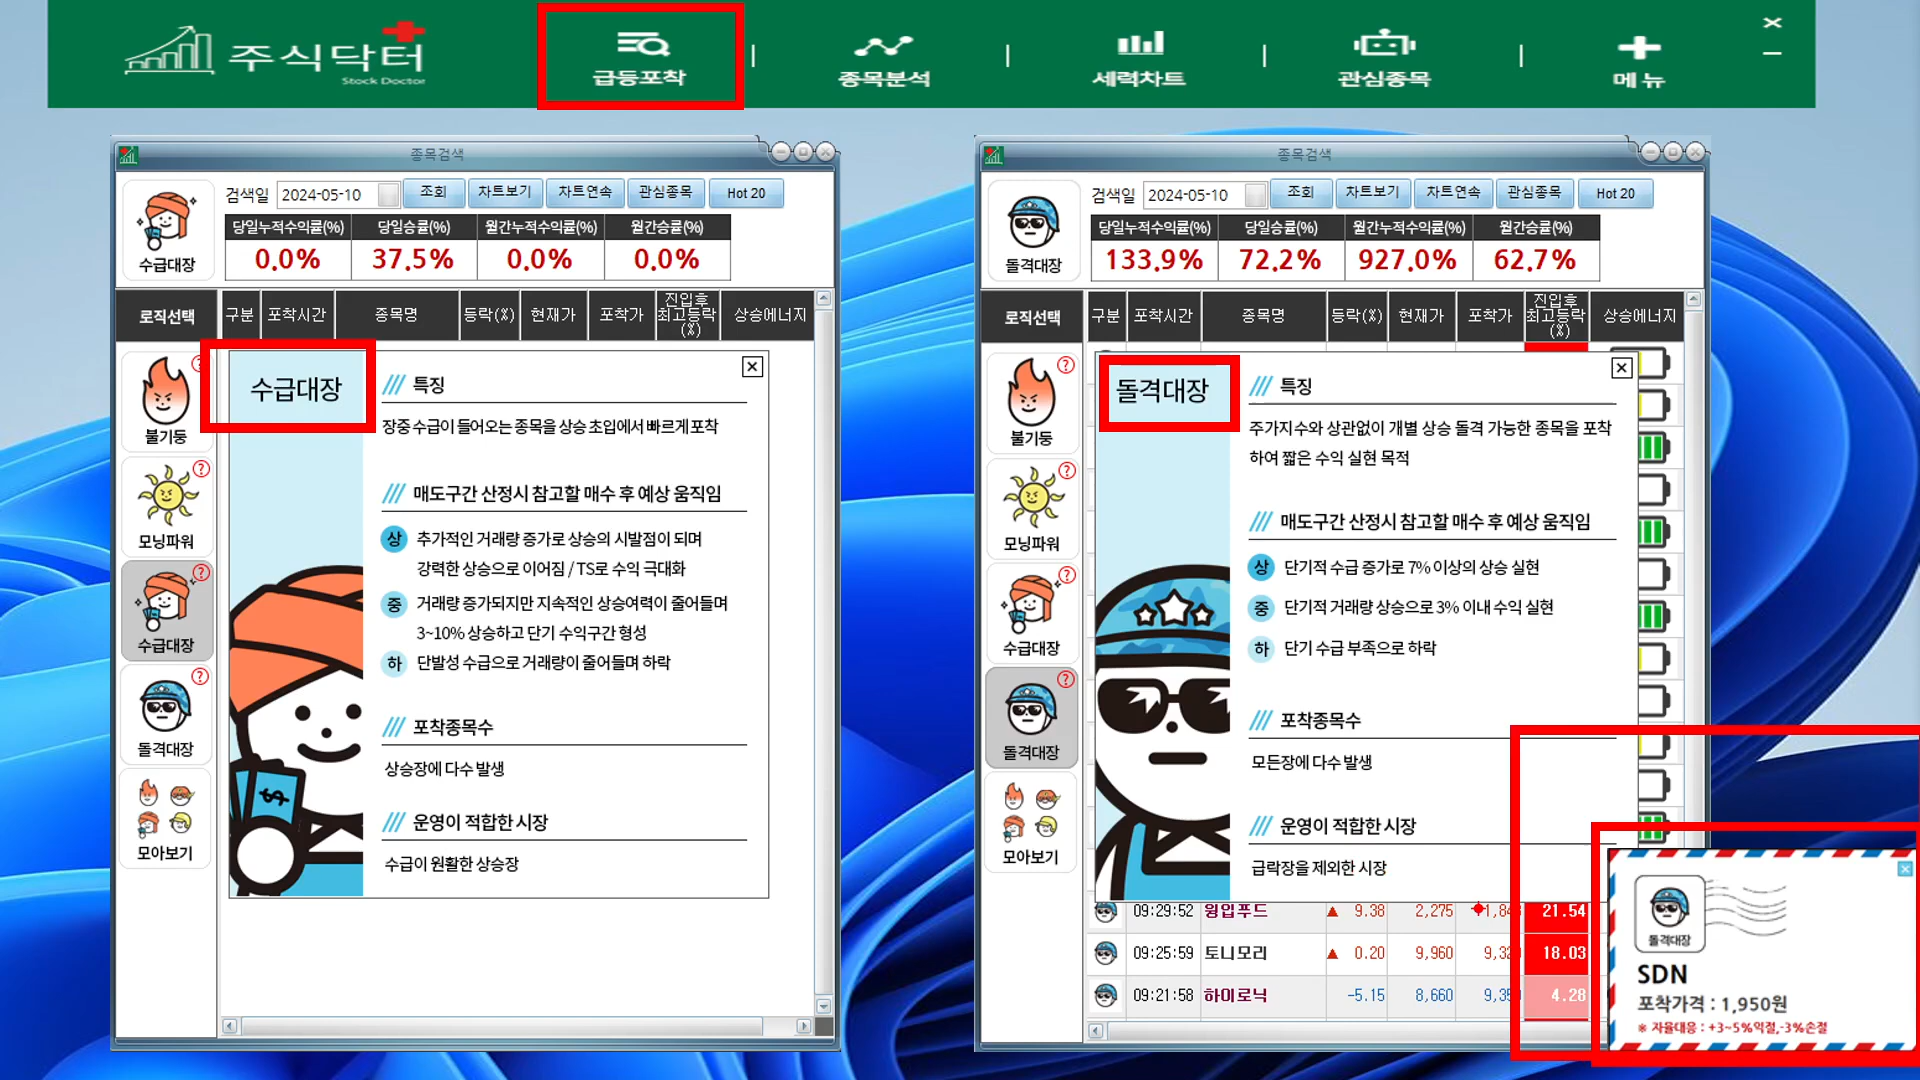 주식닥터
Stock Doctor
급등포착
종목분석
세력차트
관심종목
메뉴
종목검색
수급대장
검색일
2024-05-10
조회
차트보기
차트연속
관심종목
Hot 20
당일누적수익률(%)
당일승률(%)
월간누적수익률(%)
월간승률(%)
0.0%
37.5%
0.0%
0.0%
로직선택
구분
포착시간
종목명
등락(%)
현재가
포착가
진입후
최고등락
(%)
상승에너지
불기둥
모닝파워
수급대장
돌격대장
모아보기
수급대장
특징
장중 수급이 들어오는 종목을 상승 초입에서 빠르게 포착
매도구간 산정시 참고할 매수 후 예상 움직임
상 추가적인 거래량 증가로 상승의 시발점이 되며
강력한 상승으로 이어짐 / TS로 수익 극대화
중 거래량 증가되지만 지속적인 상승여력이 줄어들며
3~10% 상승하고 단기 수익구간 형성
하 단발성 수급으로 거래량이 줄어들며 하락
포착종목수
상승장에 다수 발생
운영이 적합한 시장
수급이 원활한 상승장
종목검색
돌격대장
검색일
2024-05-10
조회
차트보기
차트연속
관심종목
Hot 20
당일누적수익률(%)
당일승률(%)
월간누적수익률(%)
월간승률(%)
133.9%
72.2%
927.0%
62.7%
로직선택
구분
포착시간
종목명
등락(%)
현재가
포착가
진입후
최고등락
(%)
상승에너지
불기둥
모닝파워
수급대장
돌격대장
모아보기
돌격대장
특징
주가지수와 상관없이 개별 상승 돌격 가능한 종목을 포착
하여 짧은 수익 실현 목적
매도구간 산정시 참고할 매수 후 예상 움직임
상 단기적 수급 증가로 7% 이상의 상승 실현
중 단기적 거래량 상승으로 3% 이내 수익 실현
하 단기 수급 부족으로 하락
포착종목수
모든장에 다수 발생
운영이 적합한 시장
급락장을 제외한 시장
09:29:52 윙입푸드 ▲ 9.38 2,275 21.54
09:25:59 토니모리 ▲ 0.20 9,960 18.03
09:21:58 하이로닉 -5.15 8,660 4.28
돌격대장
SDN
포착가격 : 1,950원
※ 자율대응 : +3~5%익절,-3%손절